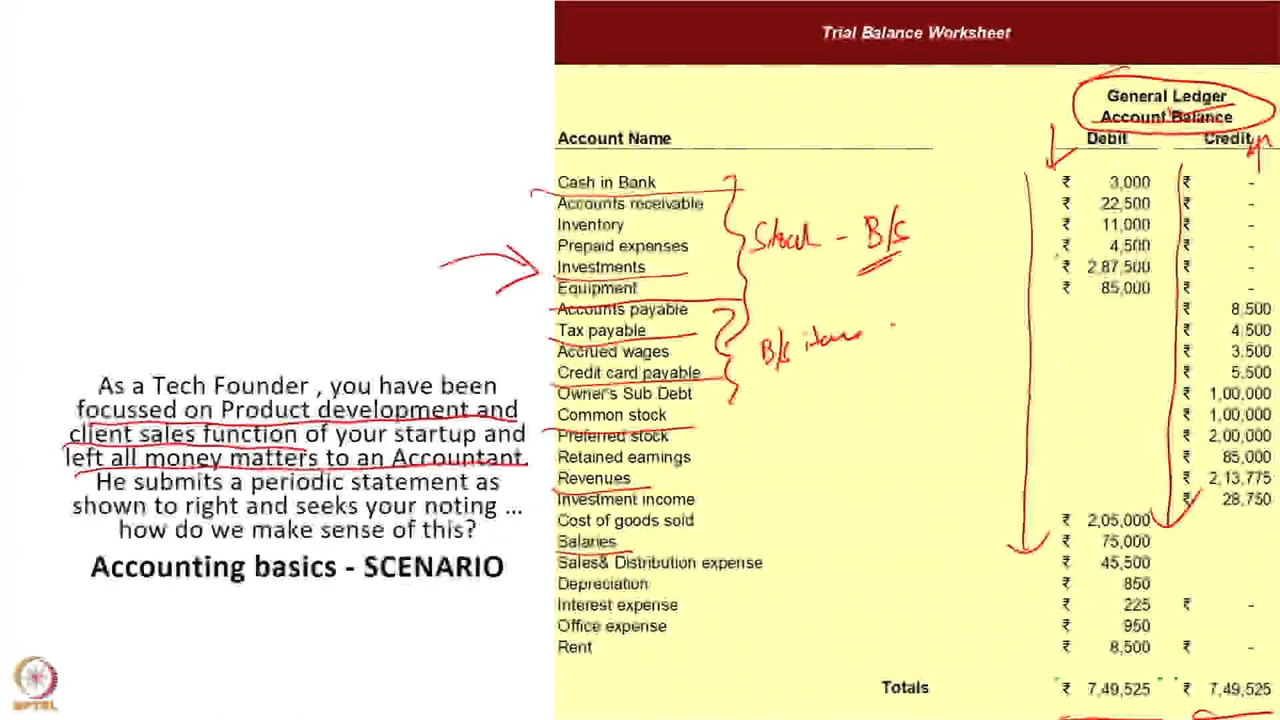 Trial Balance Worksheet
General Ledger
Account Balance
Account Name Debit Credit
Cash in Bank ₹ 3,000 ₹ -
Accounts receivable ₹ 22,500 ₹ -
Inventory ₹ 11,000 ₹ -
Prepaid expenses ₹ 4,500 ₹ -
Investments ₹ 2,87,500 ₹ -
Equipment ₹ 85,000 ₹ -
Accounts payable ₹ 8,500
Tax payable ₹ 4,500
Accrued wages ₹ 3,500
Credit card payable ₹ 5,500
Owner's Sub Debt ₹ 1,00,000
Common stock ₹ 1,00,000
Preferred stock ₹ 2,00,000
Retained earnings ₹ 85,000
Revenues ₹ 2,13,775
Investment income ₹ 28,750
Cost of goods sold ₹ 2,05,000
Salaries ₹ 75,000
Sales& Distribution expense ₹ 45,500
Depreciation ₹ 850
Interest expense ₹ 225 ₹ -
Office expense ₹ 950
Rent ₹ 8,500 ₹ -
Totals ₹ 7,49,525 ₹ 7,49,525
- B/S
B/s items
As a Tech Founder , you have been
focussed on Product development and
client sales function of your startup and
left all money matters to an Accountant.
He submits a periodic statement as
shown to right and seeks your noting ...
how do we make sense of this?
Accounting basics - SCENARIO
NPTEL